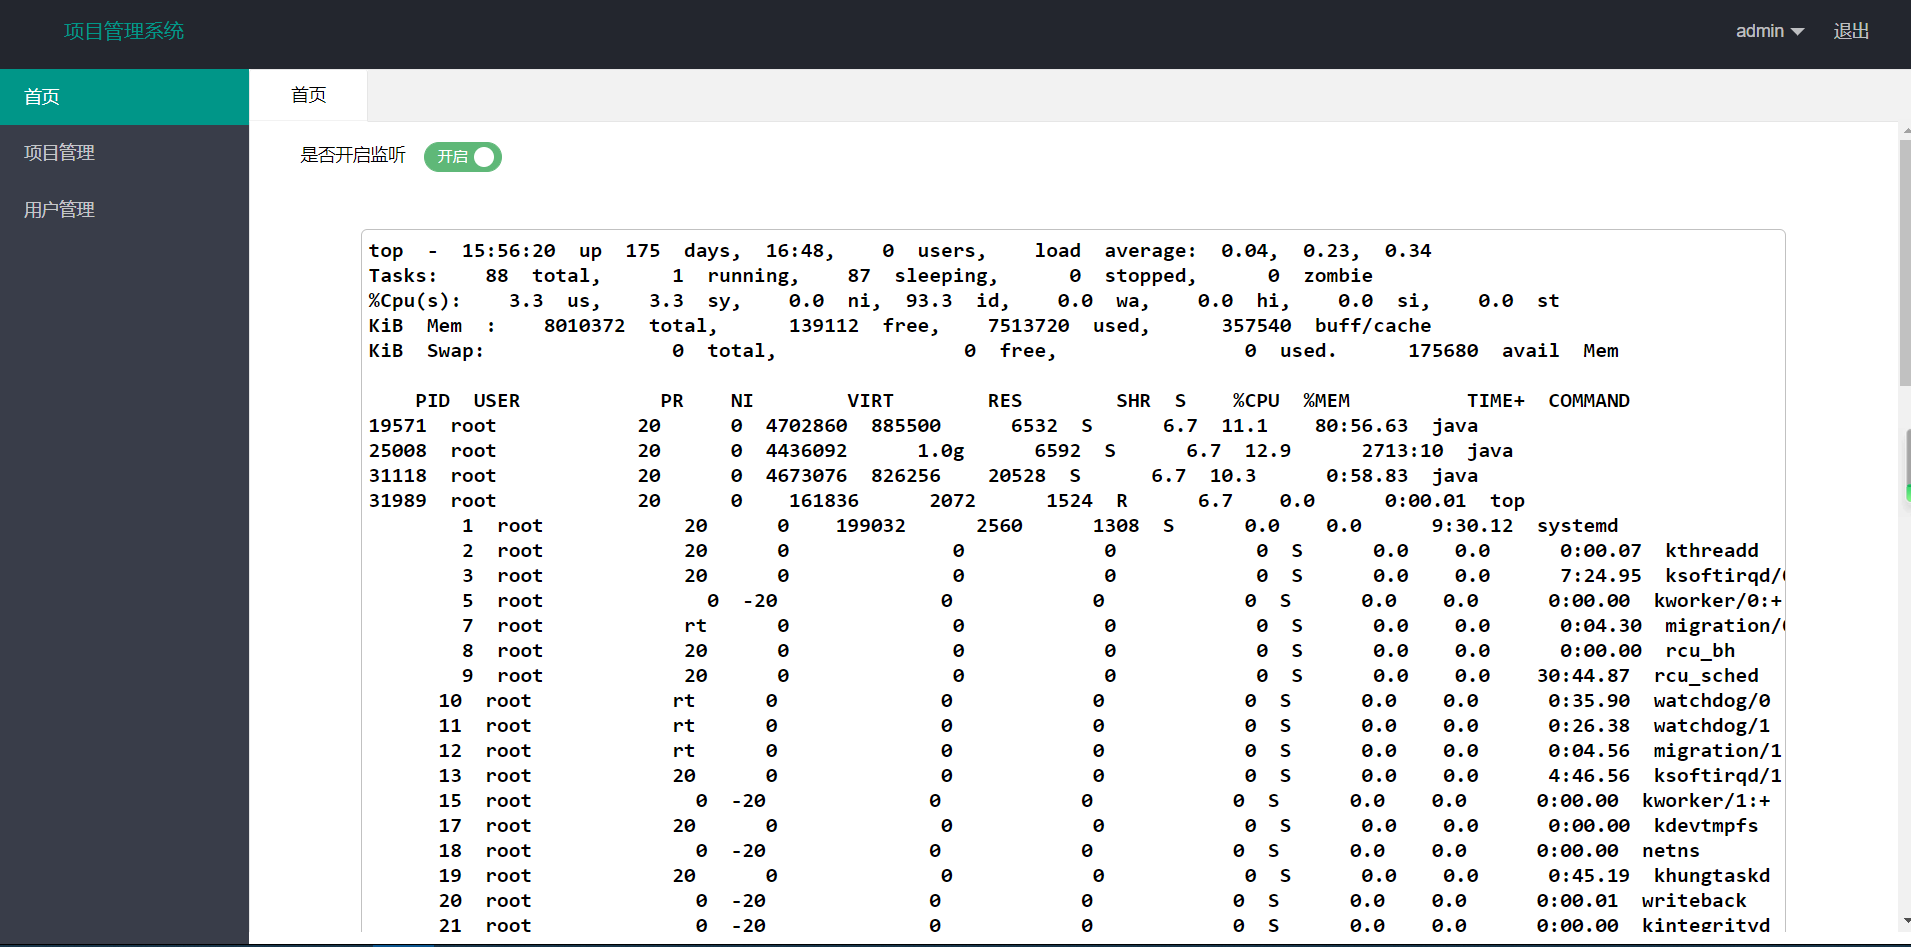 项目管理系统
admin 退出
首页
首页
项目管理
用户管理
是否开启监听 开启
top - 15:56:20 up 175 days, 16:48, 0 users, load average: 0.04, 0.23, 0.34
Tasks: 88 total, 1 running, 87 sleeping, 0 stopped, 0 zombie
%Cpu(s): 3.3 us, 3.3 sy, 0.0 ni, 93.3 id, 0.0 wa, 0.0 hi, 0.0 si, 0.0 st
KiB Mem : 8010372 total, 139112 free, 7513720 used, 357540 buff/cache
KiB Swap: 0 total, 0 free, 0 used. 175680 avail Mem
PID USER PR NI VIRT RES SHR S %CPU %MEM TIME+ COMMAND
19571 root 20 0 4702860 885500 6532 S 6.7 11.1 80:56.63 java
25008 root 20 0 4436092 1.0g 6592 S 6.7 12.9 2713:10 java
31118 root 20 0 4673076 826256 20528 S 6.7 10.3 0:58.83 java
31989 root 20 0 161836 2072 1524 R 6.7 0.0 0:00.01 top
1 root 20 0 199032 2560 1308 S 0.0 0.0 9:30.12 systemd
2 root 20 0 0 0 0 S 0.0 0.0 0:00.07 kthreadd
3 root 20 0 0 0 0 S 0.0 0.0 7:24.95 ksoftirqd/0
5 root 0 -20 0 0 0 S 0.0 0.0 0:00.00 kworker/0:+
7 root rt 0 0 0 0 S 0.0 0.0 0:04.30 migration/0
8 root 20 0 0 0 0 S 0.0 0.0 0:00.00 rcu_bh
9 root 20 0 0 0 0 S 0.0 0.0 30:44.87 rcu_sched
10 root rt 0 0 0 0 S 0.0 0.0 0:35.90 watchdog/0
11 root rt 0 0 0 0 S 0.0 0.0 0:26.38 watchdog/1
12 root rt 0 0 0 0 S 0.0 0.0 0:04.56 migration/1
13 root 20 0 0 0 0 S 0.0 0.0 4:46.56 ksoftirqd/1
15 root 0 -20 0 0 0 S 0.0 0.0 0:00.00 kworker/1:+
17 root 20 0 0 0 0 S 0.0 0.0 0:00.00 kdevtmpfs
18 root 0 -20 0 0 0 S 0.0 0.0 0:00.00 netns
19 root 20 0 0 0 0 S 0.0 0.0 0:45.19 khungtaskd
20 root 0 -20 0 0 0 S 0.0 0.0 0:00.01 writeback
21 root 0 -20 0 0 0 S 0.0 0.0 0:00.00 kintegrityd